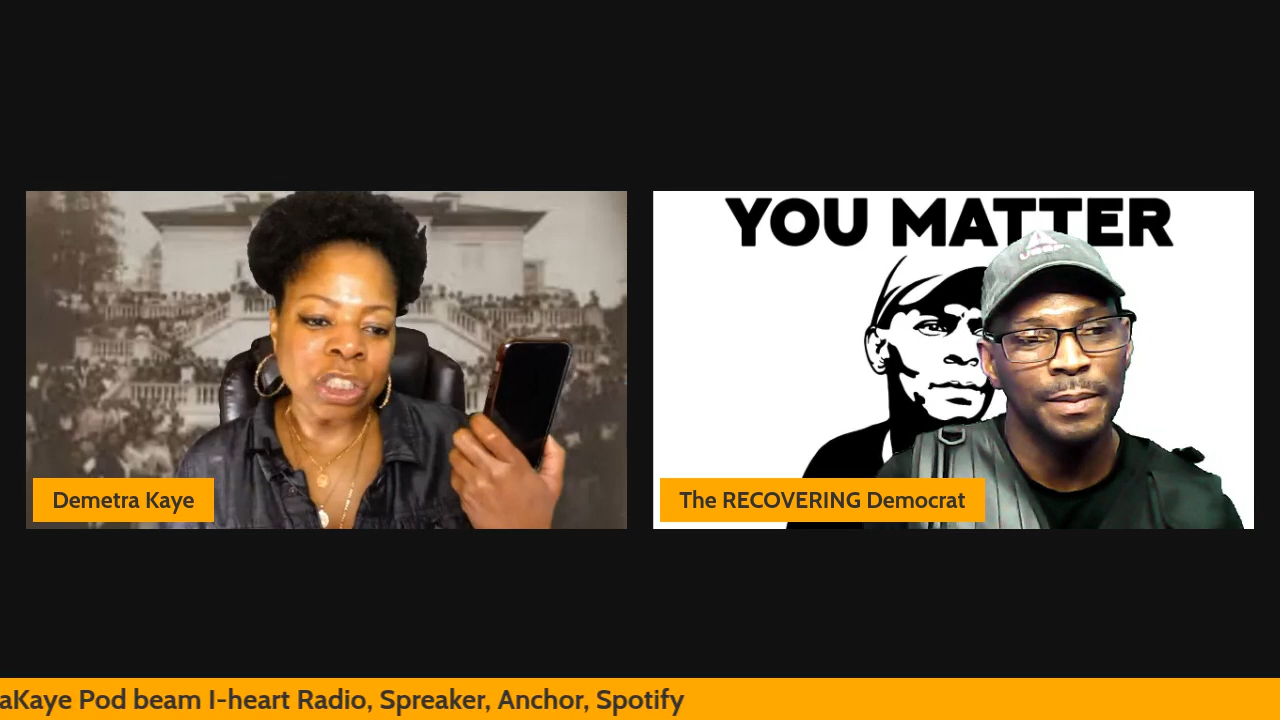 YOU MATTER
Demetra Kaye
The RECOVERING Democrat
aKaye Pod beam I-heart Radio, Spreaker, Anchor, Spotify